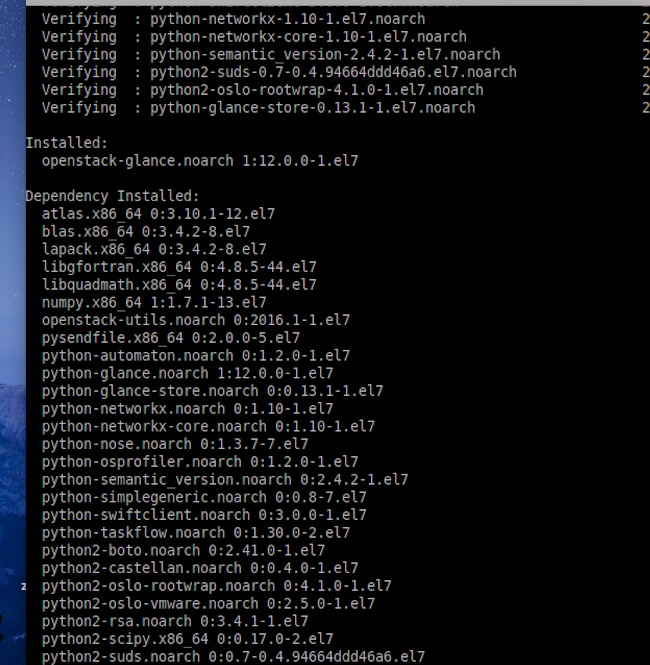 Verifying  : python-networkx-1.10-1.el7.noarch 2
Verifying  : python-networkx-core-1.10-1.el7.noarch 2
Verifying  : python-semantic_version-2.4.2-1.el7.noarch 2
Verifying  : python2-suds-0.7-0.4.94664ddd46a6.el7.noarch 2
Verifying  : python2-oslo-rootwrap-4.1.0-1.el7.noarch 2
Verifying  : python-glance-store-0.13.1-1.el7.noarch 2
Installed:
openstack-glance.noarch 1:12.0.0-1.el7
Dependency Installed:
atlas.x86_64 0:3.10.1-12.el7
blas.x86_64 0:3.4.2-8.el7
lapack.x86_64 0:3.4.2-8.el7
libgfortran.x86_64 0:4.8.5-44.el7
libquadmath.x86_64 0:4.8.5-44.el7
numpy.x86_64 1:1.7.1-13.el7
openstack-utils.noarch 0:2016.1-1.el7
pysendfile.x86_64 0:2.0.0-5.el7
python-automaton.noarch 0:1.2.0-1.el7
python-glance.noarch 1:12.0.0-1.el7
python-glance-store.noarch 0:0.13.1-1.el7
python-networkx.noarch 0:1.10-1.el7
python-networkx-core.noarch 0:1.10-1.el7
python-nose.noarch 0:1.3.7-7.el7
python-osprofiler.noarch 0:1.2.0-1.el7
python-semantic_version.noarch 0:2.4.2-1.el7
python-simplegeneric.noarch 0:0.8-7.el7
python-swiftclient.noarch 0:3.0.0-1.el7
python-taskflow.noarch 0:1.30.0-2.el7
python2-boto.noarch 0:2.41.0-1.el7
python2-castellan.noarch 0:0.4.0-1.el7
z
python2-oslo-rootwrap.noarch 0:4.1.0-1.el7
python2-oslo-vmware.noarch 0:2.5.0-1.el7
python2-rsa.noarch 0:3.4.1-1.el7
python2-scipy.x86_64 0:0.17.0-2.el7
python2-suds.noarch 0:0.7-0.4.94664ddd46a6.el7